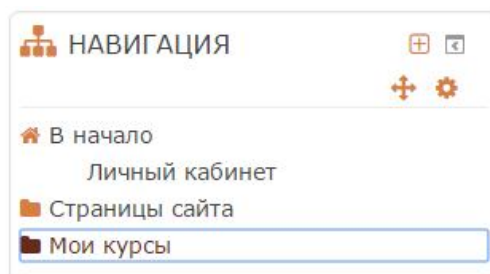 НАВИГАЦИЯ
В начало
Личный кабинет
Страницы сайта
Мои курсы